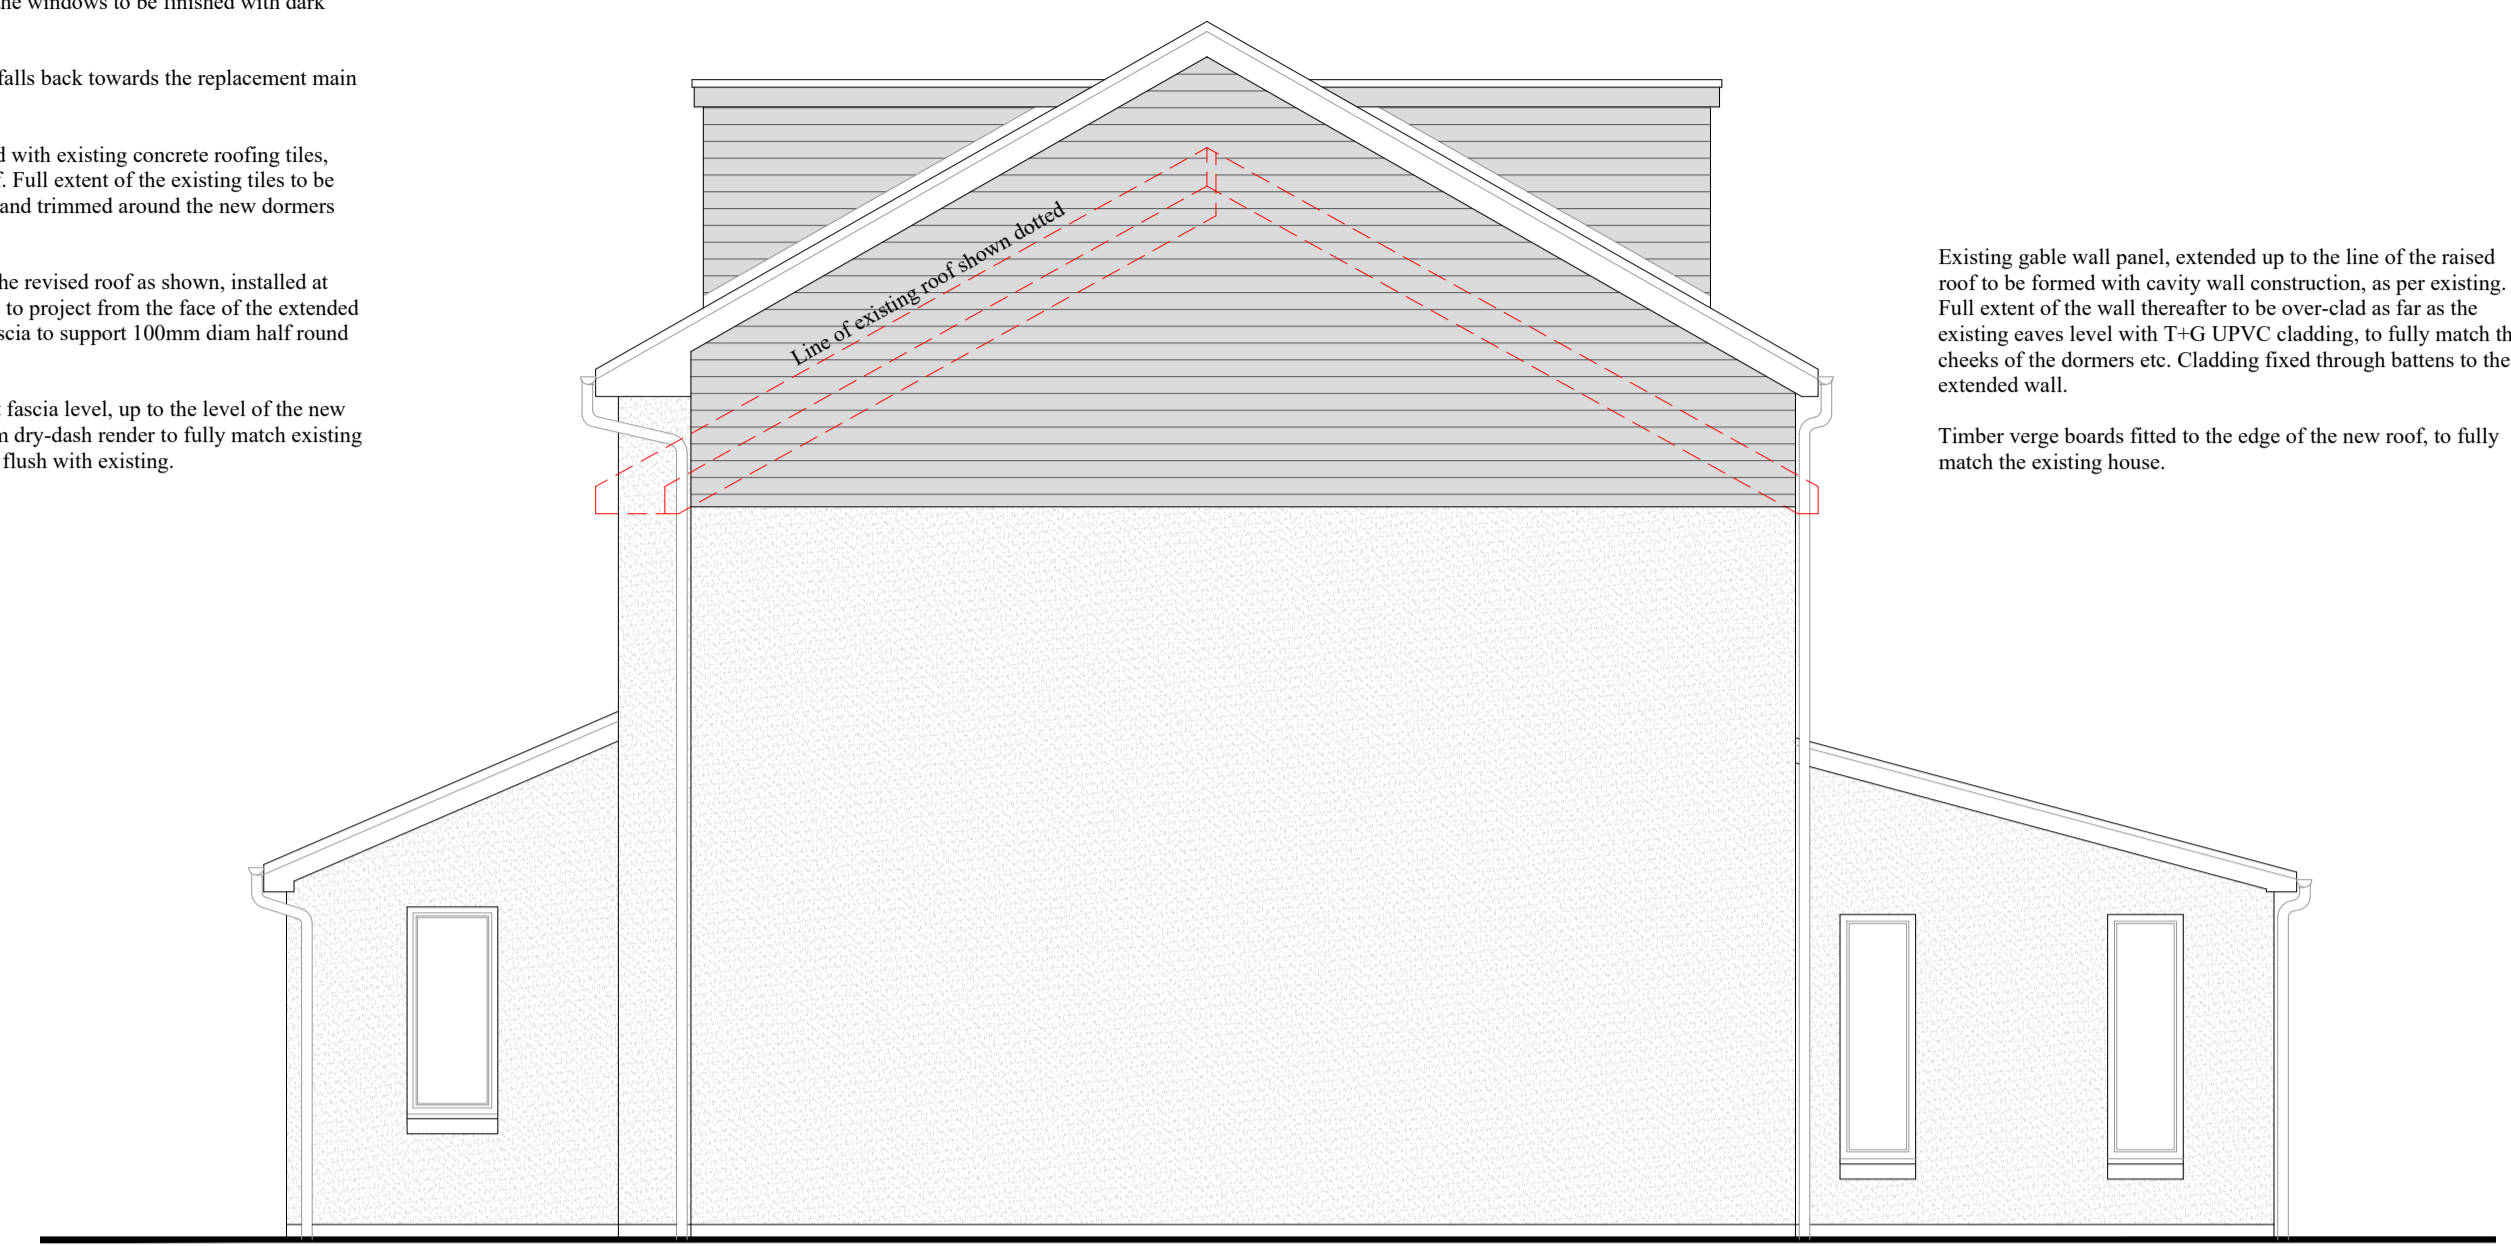 the windows to be finished with dark
falls back towards the replacement main
with existing concrete roofing tiles,
Full extent of the existing tiles to be
and trimmed around the new dormers
the revised roof as shown, installed at
to project from the face of the extended
to support 100mm diam half round
fascia level, up to the level of the new
dry-dash render to fully match existing
flush with existing.
Line of existing roof shown dotted
Existing gable wall panel, extended up to the line of the raised
roof to be formed with cavity wall construction, as per existing.
Full extent of the wall thereafter to be over-clad as far as the
existing eaves level with T+G UPVC cladding, to fully match th
cheeks of the dormers etc. Cladding fixed through battens to the
extended wall.
Timber verge boards fitted to the edge of the new roof, to fully
match the existing house.